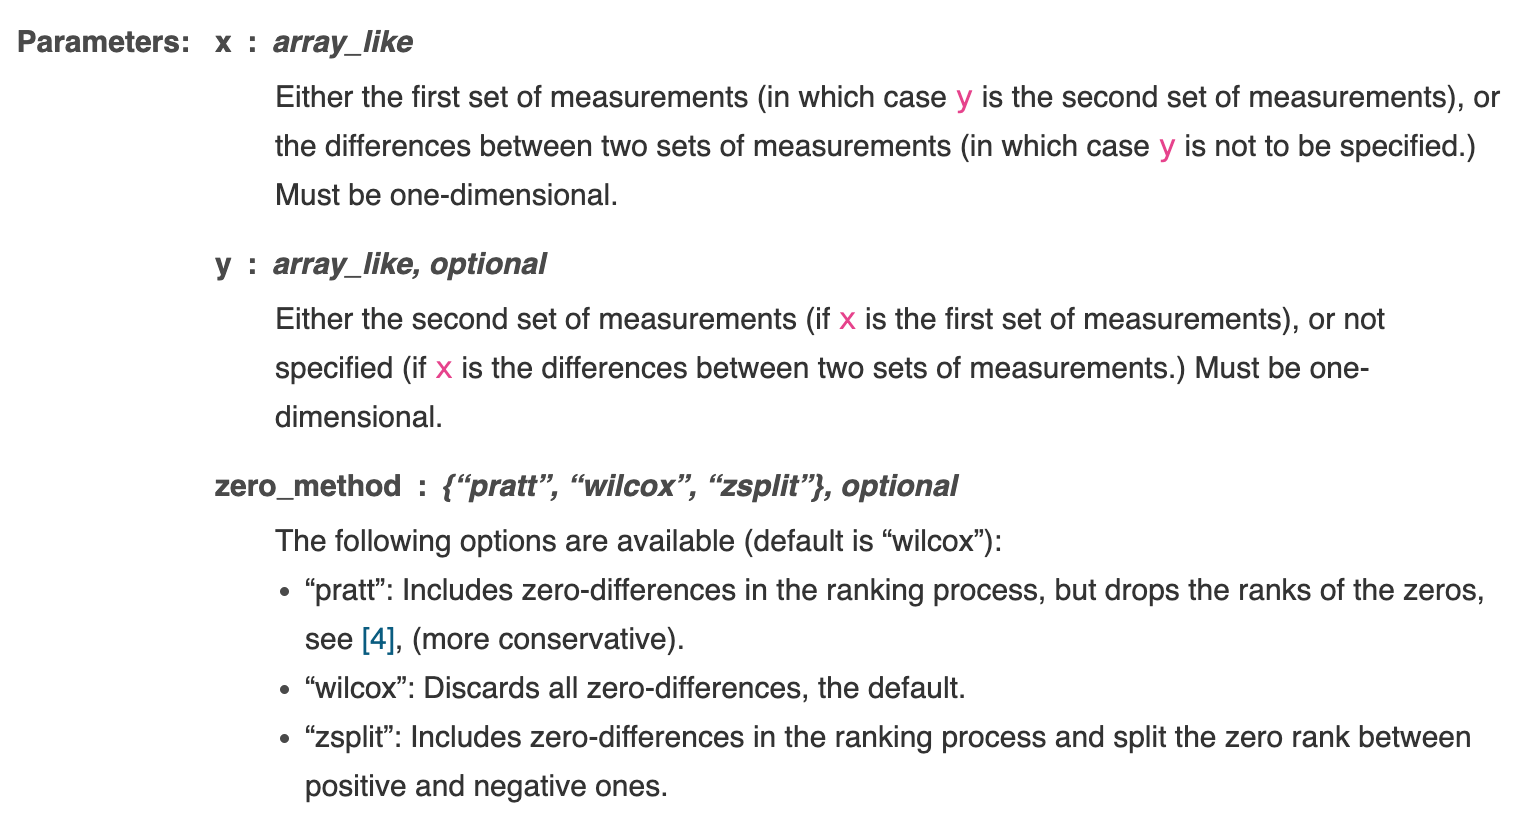 Parameters: x : array_like
Either the first set of measurements (in which case y is the second set of measurements), or
the differences between two sets of measurements (in which case y is not to be specified.)
Must be one-dimensional.
y : array_like, optional
Either the second set of measurements (if x is the first set of measurements), or not
specified (if x is the differences between two sets of measurements.) Must be one-
dimensional.
zero_method : {“pratt”, “wilcox”, “zsplit”}, optional
The following options are available (default is “wilcox”):
• “pratt”: Includes zero-differences in the ranking process, but drops the ranks of the zeros,
see [4], (more conservative).
• “wilcox”: Discards all zero-differences, the default.
• “zsplit”: Includes zero-differences in the ranking process and split the zero rank between
positive and negative ones.